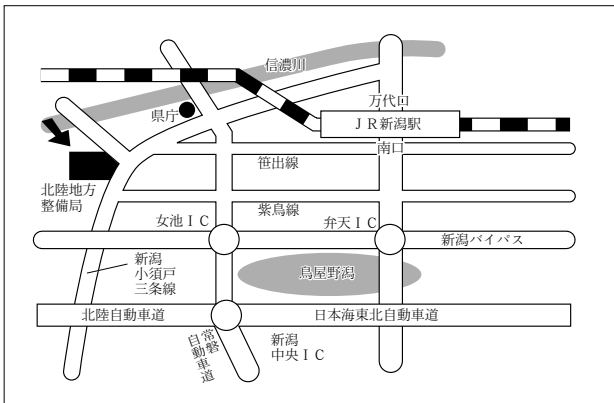 信濃川
万代口
県庁
ＪＲ新潟駅
南口
笹出線
北陸地方
整備局
紫鳥線
女池ＩＣ
弁天ＩＣ
新潟バイパス
新潟
小須戸
三条線
鳥屋野潟
北陸自動車道
日本海東北自動車道
常磐
自動車道
新潟
中央ＩＣ